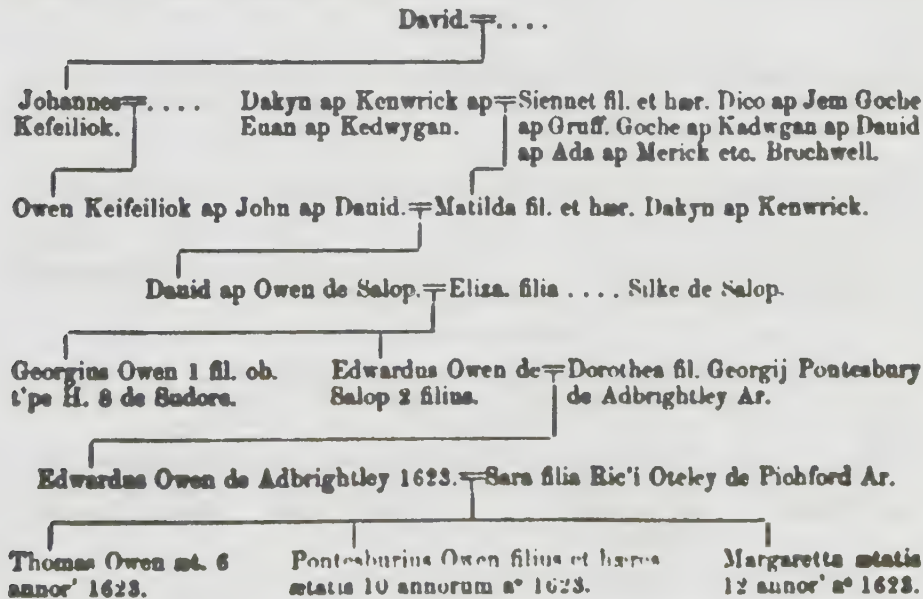 David. = . . . .
Johannes = . . . .
Kefeiliok.
Dakyn ap Kenwrick ap =
Euan ap Kedwygan.
Siennet fil. et hær. Dico ap Jem Goche
ap Gruff. Goche ap Kadwgan ap Dauid
ap Ada ap Merick etc. Bruchwell.
Owen Keifeiliok ap John ap Dauid. = Matilda fil. et hær. Dakyn ap Kenwrick.
Dauid ap Owen de Salop. = Eliza. filia . . . . Silke de Salop.
Georgius Owen 1 fil. ob.
t'pe H. 8 de Sudore.
Edwardus Owen de =
Salop 2 filius.
Dorothea fil. Georgij Pontesbury
de Adbrightley Ar.
Edwardus Owen de Adbrightley 1623. = Sara filia Ric'i Oteley de Pichford Ar.
Thomas Owen æt. 6
annor' 1623.
Pontesburius Owen filius et hæres
ætatis 10 annorum aº 1623.
Margaretta ætatis
12 annor' aº 1623.